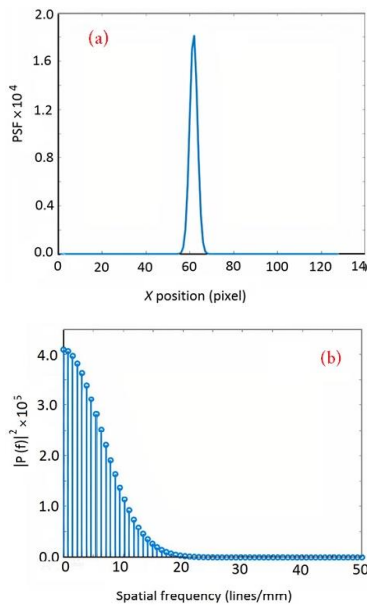 2.0
(a)
1.6
1.2
0.8
0.4
0.0
PSF×10⁴
0 20 40 60 80 100 120 140
X position (pixel)
(b)
4.0
3.0
2.0
1.0
0.0
|P (f)|² ×10⁵
0 10 20 30 40 50
Spatial frequency (lines/mm)